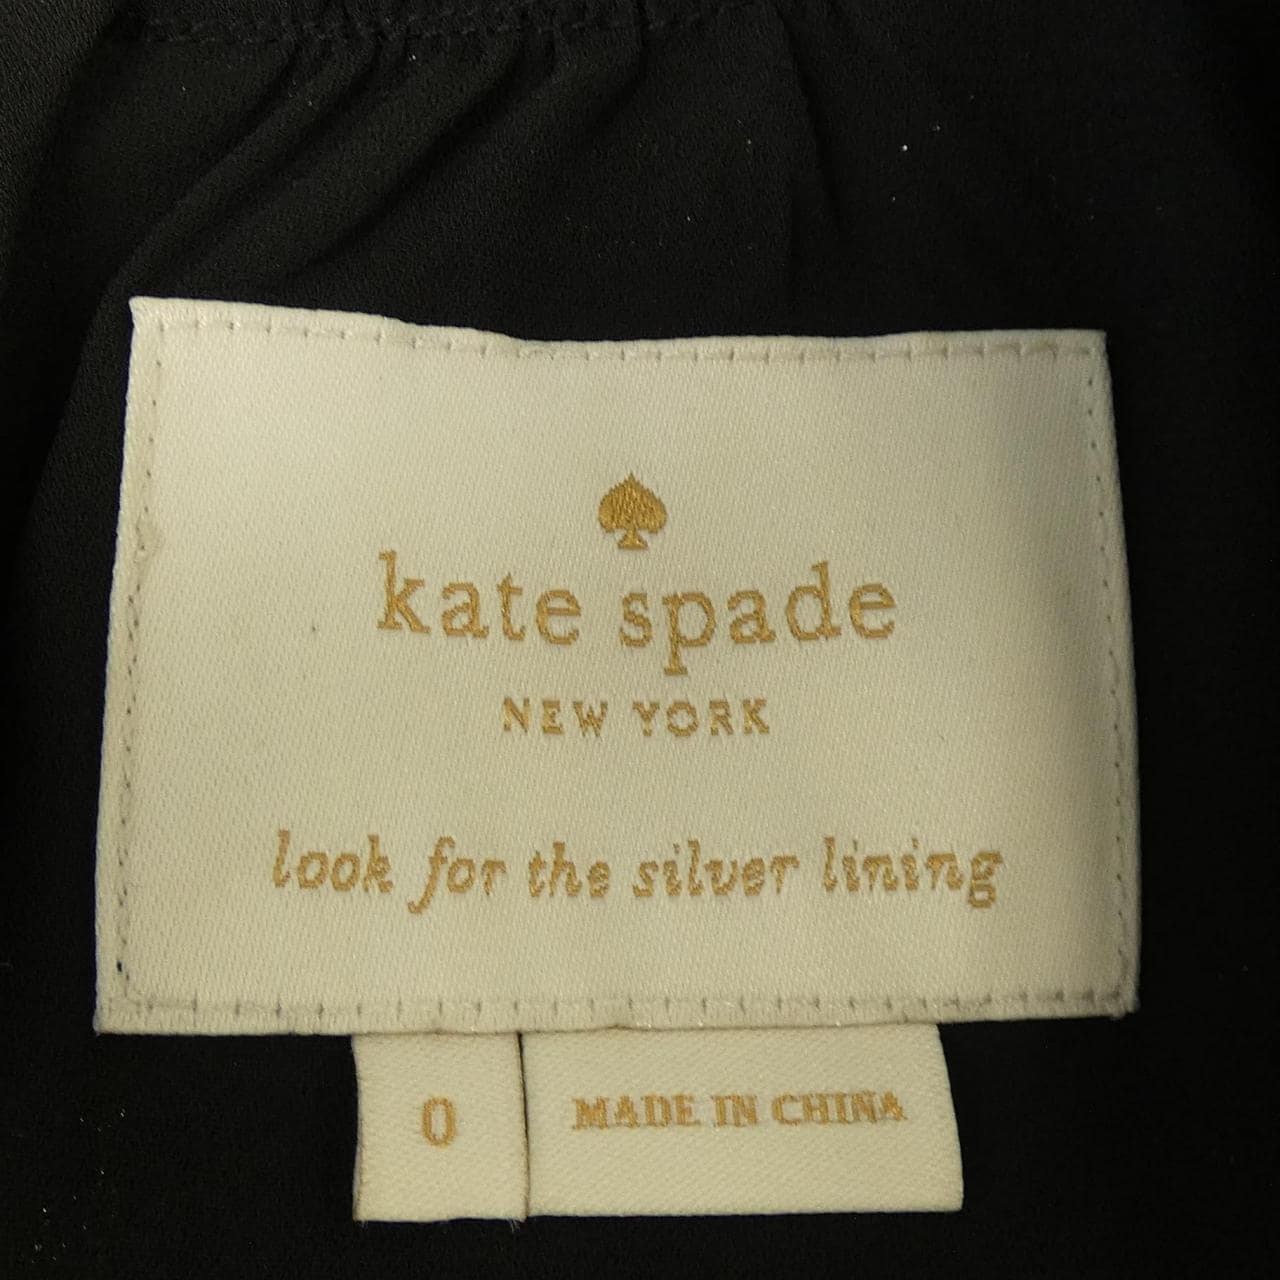 kate spade
NEW YORK
look for the silver lining
0
MADE IN CHINA